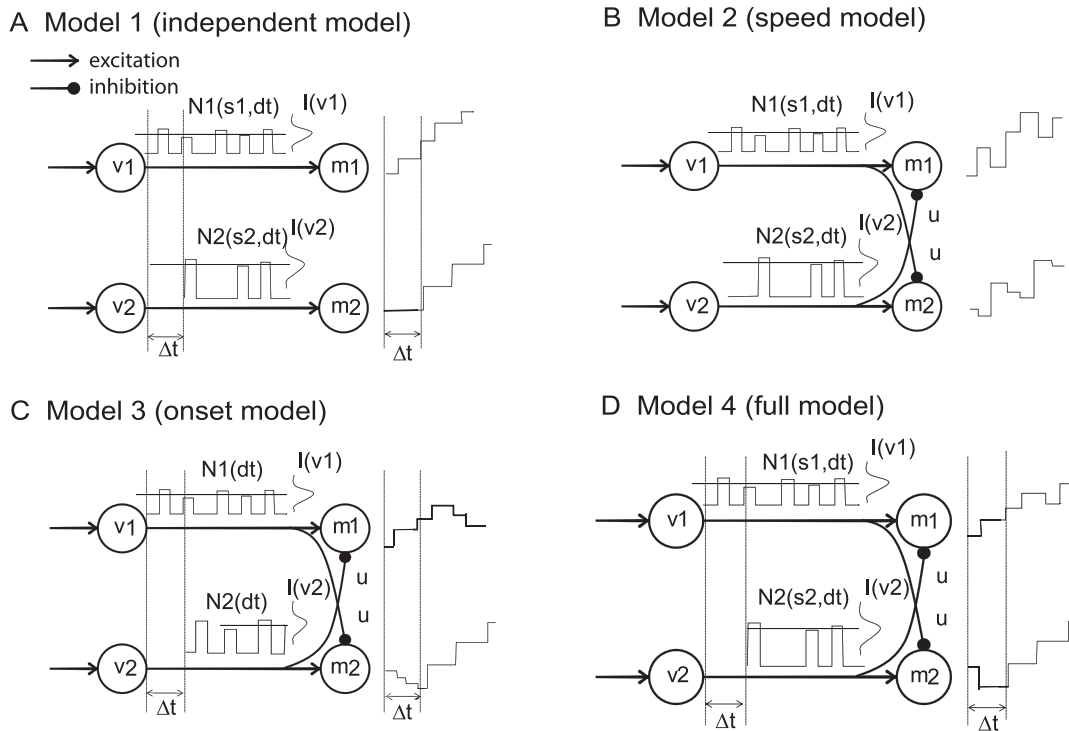 A Model 1 (independent model)
excitation
inhibition
N1(s1,dt)
I(v1)
v1
m1
N2(s2,dt)
I(v2)
v2
m2
Δt
Δt
B Model 2 (speed model)
N1(s1,dt)
I(v1)
v1
m1
u
u
N2(s2,dt)
I(v2)
v2
m2
C Model 3 (onset model)
N1(dt)
I(v1)
v1
m1
u
u
N2(dt)
I(v2)
v2
m2
Δt
Δt
D Model 4 (full model)
N1(s1,dt)
I(v1)
v1
m1
u
u
N2(s2,dt)
I(v2)
v2
m2
Δt
Δt